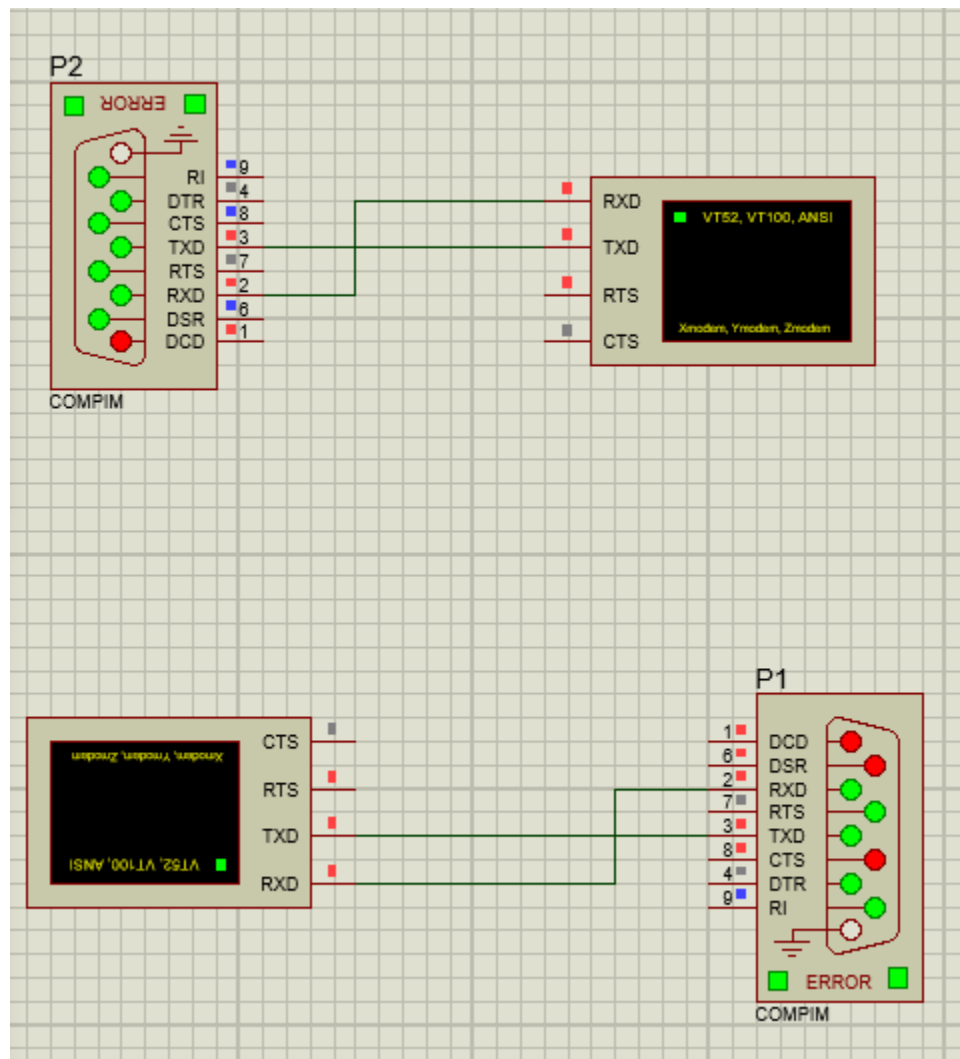 P2
ERROR
RI 9
DTR 4
CTS 8
TXD 3
RTS 7
RXD 2
DSR 6
DCD 1
COMPIM
RXD
TXD
RTS
CTS
VT52, VT100, ANSI
Xmodem, Ymodem, Zmodem
CTS
RTS
TXD
RXD
Xmodem, Ymodem, Zmodem
VT52, VT100, ANSI
P1
1 DCD
6 DSR
2 RXD
7 RTS
3 TXD
8 CTS
4 DTR
9 RI
ERROR
COMPIM